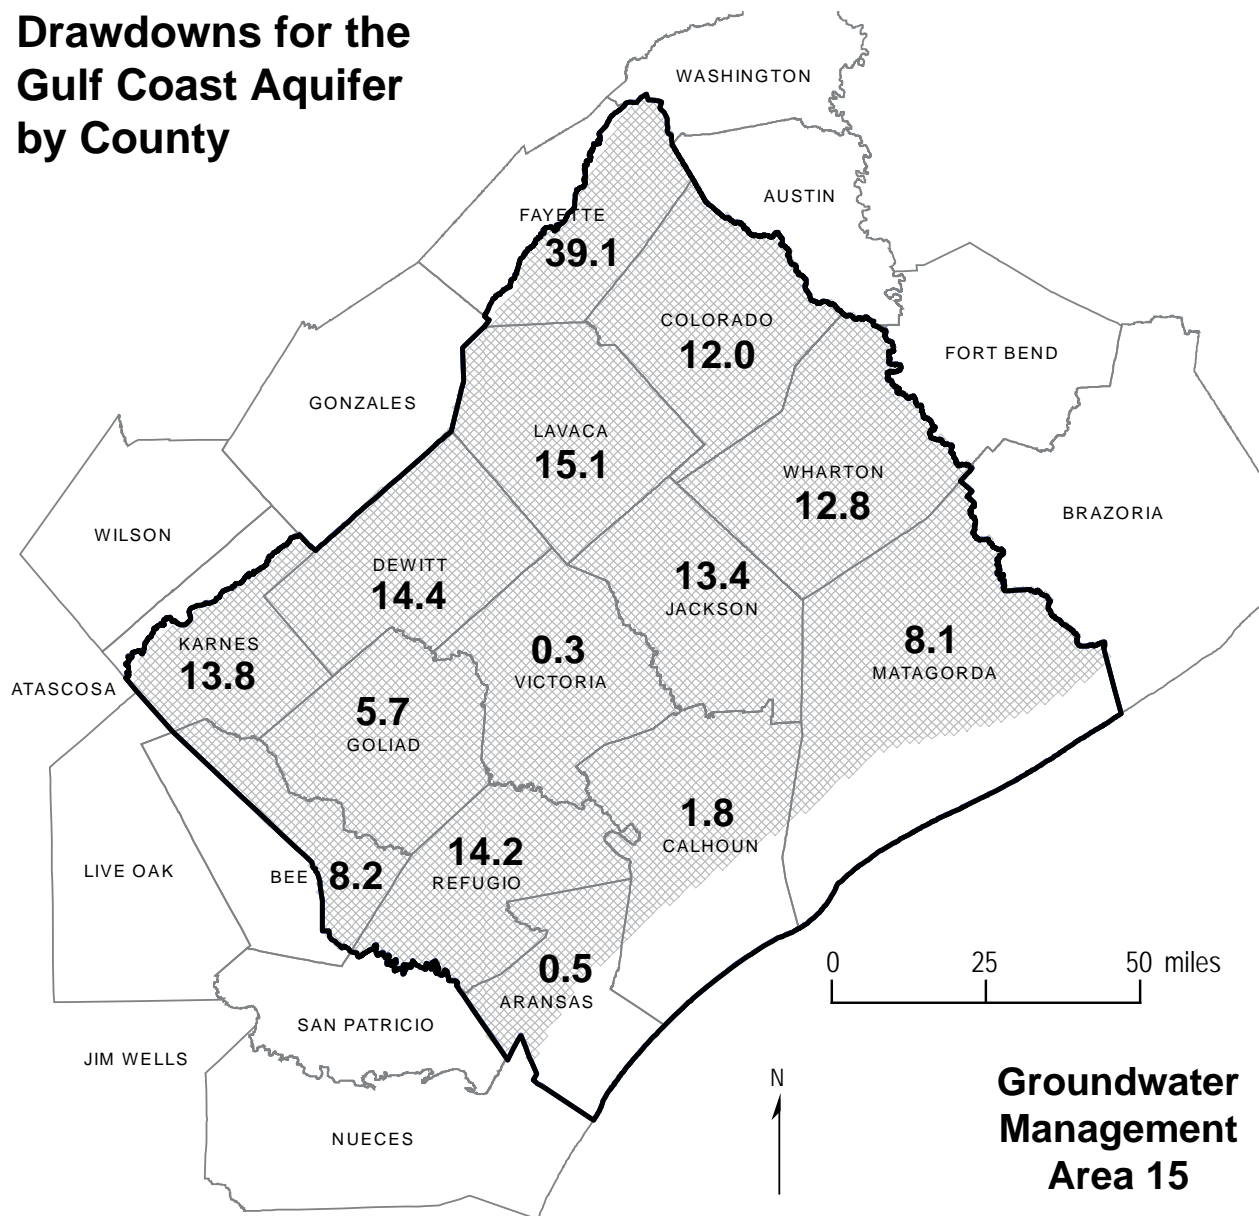 Drawdowns for the
Gulf Coast Aquifer
by County
WASHINGTON
AUSTIN
FAYETTE
39.1
COLORADO
12.0
FORT BEND
GONZALES
LAVACA
15.1
WHARTON
12.8
BRAZORIA
WILSON
DEWITT
14.4
13.4
JACKSON
KARNES
13.8
0.3
VICTORIA
8.1
MATAGORDA
ATASCOSA
5.7
GOLIAD
1.8
CALHOUN
LIVE OAK
BEE 8.2
14.2
REFUGIO
0.5
ARANSAS
0 25 50 miles
SAN PATRICIO
JIM WELLS
NUECES
N
Groundwater
Management
Area 15